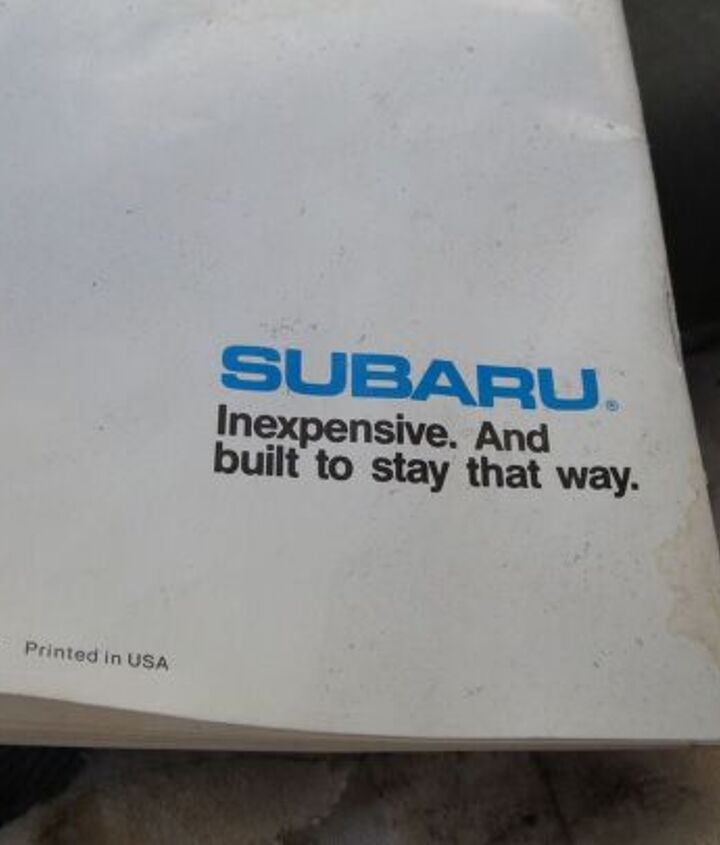 SUBARU®
Inexpensive. And
built to stay that way.
Printed in USA